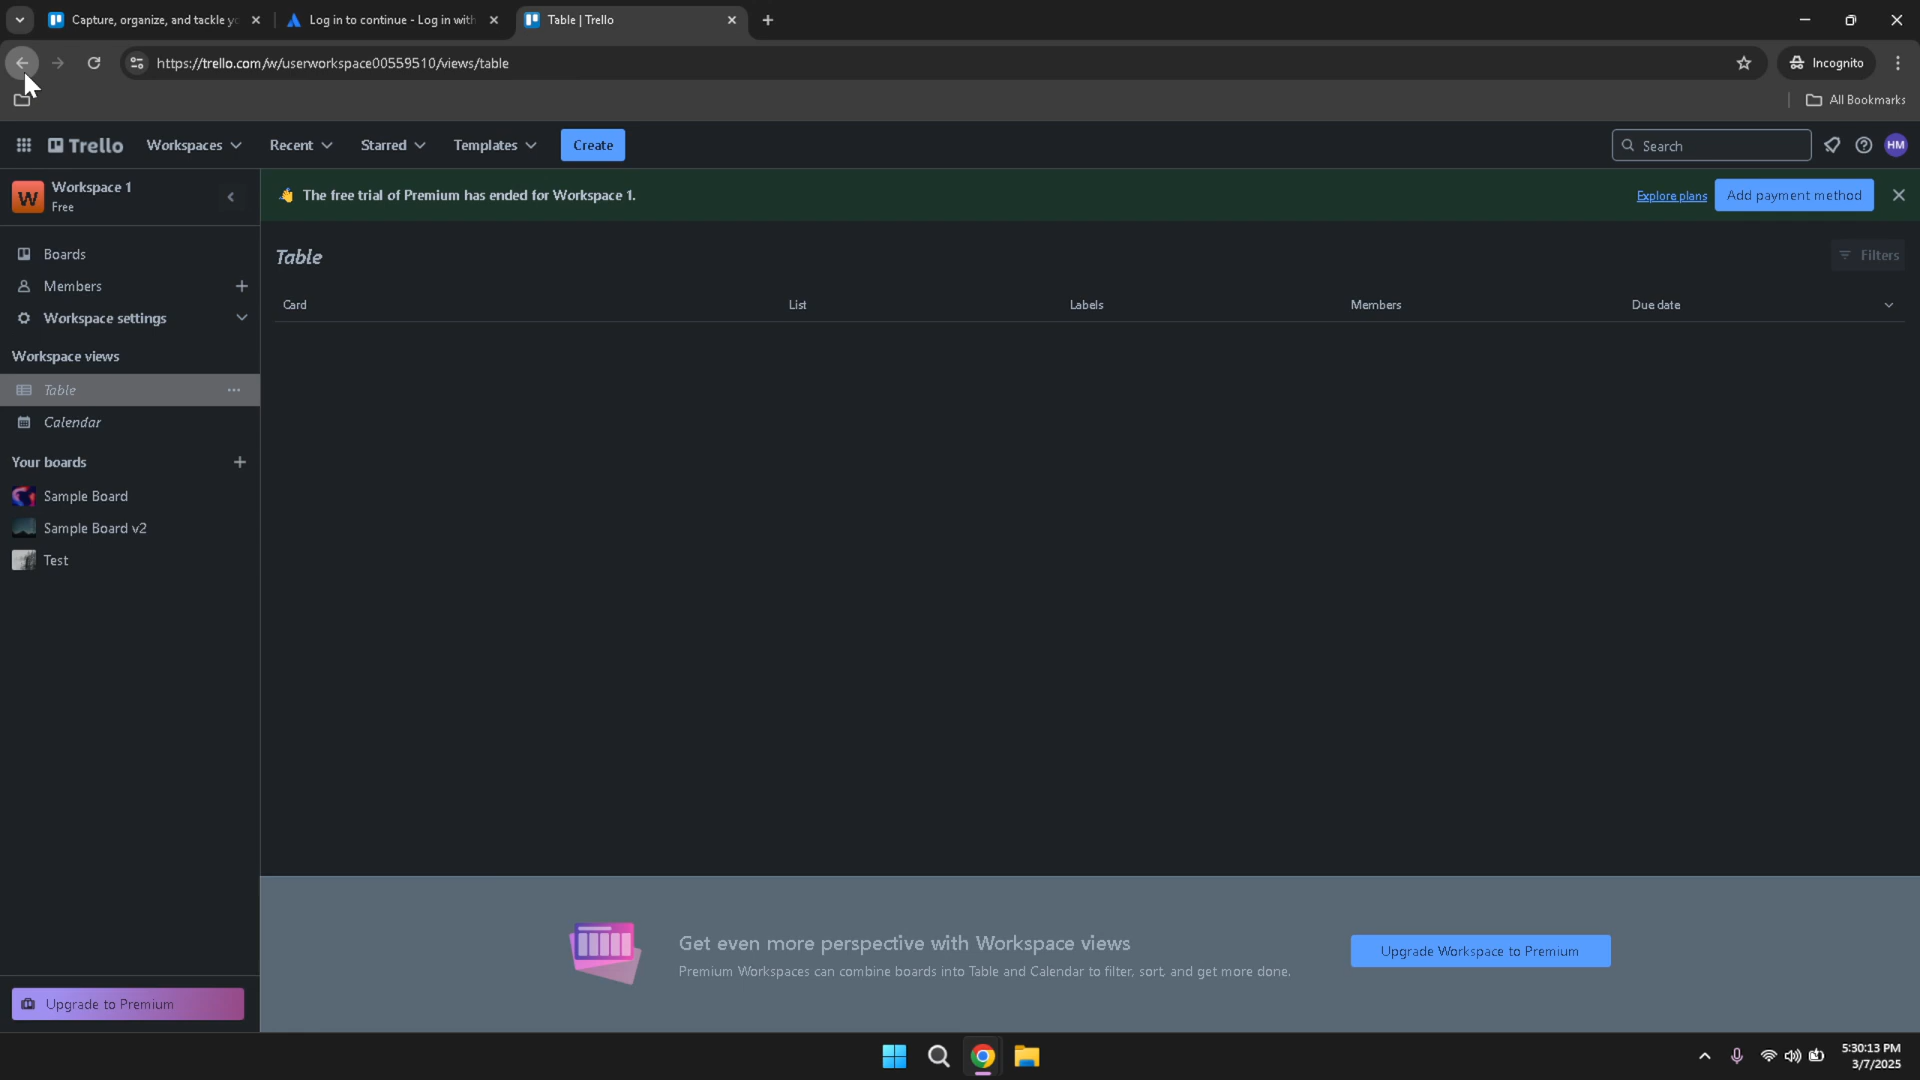 Capture, organize, and tackle yo
Log in to continue - Log in with
Table | Trello
https://trello.com/w/userworkspace00559510/views/table
Incognito
All Bookmarks
Trello
Workspaces
Recent
Starred
Templates
Create
Search
HM
W
Workspace 1
Free
The free trial of Premium has ended for Workspace 1.
Explore plans
Add payment method
Boards
Members
Workspace settings
Workspace views
Table
Calendar
Your boards
Sample Board
Sample Board v2
Test
Upgrade to Premium
Table
Filters
Card
List
Labels
Members
Due date
Get even more perspective with Workspace views
Premium Workspaces can combine boards into Table and Calendar to filter, sort, and get more done.
Upgrade Workspace to Premium
5:30:13 PM
3/7/2025